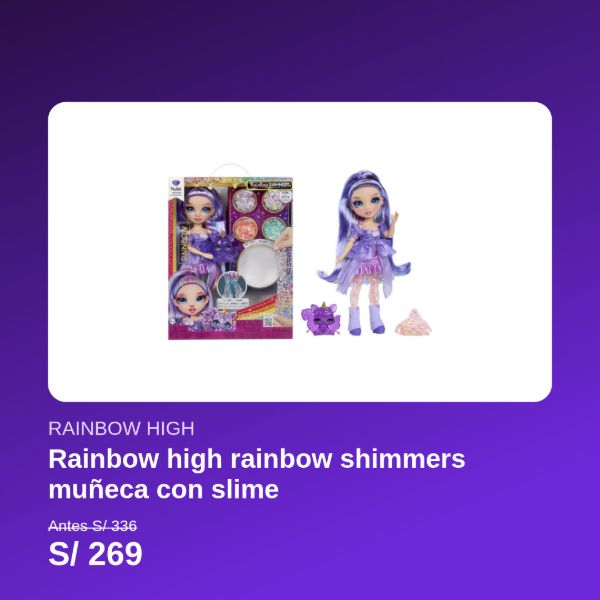 RAINBOW HIGH
Rainbow high rainbow shimmers
muñeca con slime
Antes S/ 336
S/ 269